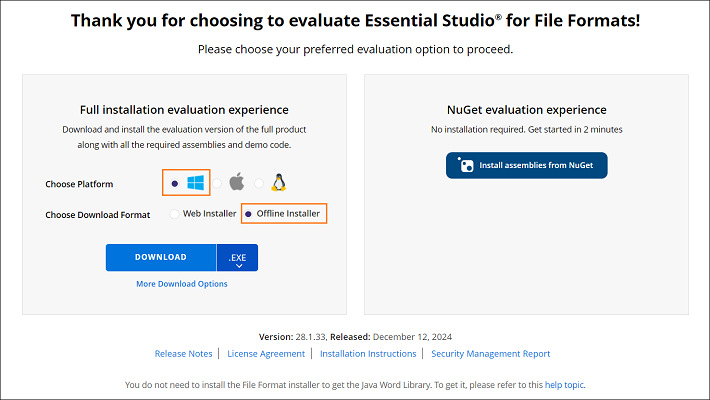 Thank you for choosing to evaluate Essential Studio® for File Formats!
Please choose your preferred evaluation option to proceed.
Full installation evaluation experience
Download and install the evaluation version of the full product
along with all the required assemblies and demo code.
Choose Platform
Choose Download Format
Web Installer
Offline Installer
DOWNLOAD
.EXE
More Download Options
NuGet evaluation experience
No installation required. Get started in 2 minutes
Install assemblies from NuGet
Version: 28.1.33, Released: December 12, 2024
Release Notes | License Agreement | Installation Instructions | Security Management Report
You do not need to install the File Format installer to get the Java Word Library. To get it, please refer to this help topic.